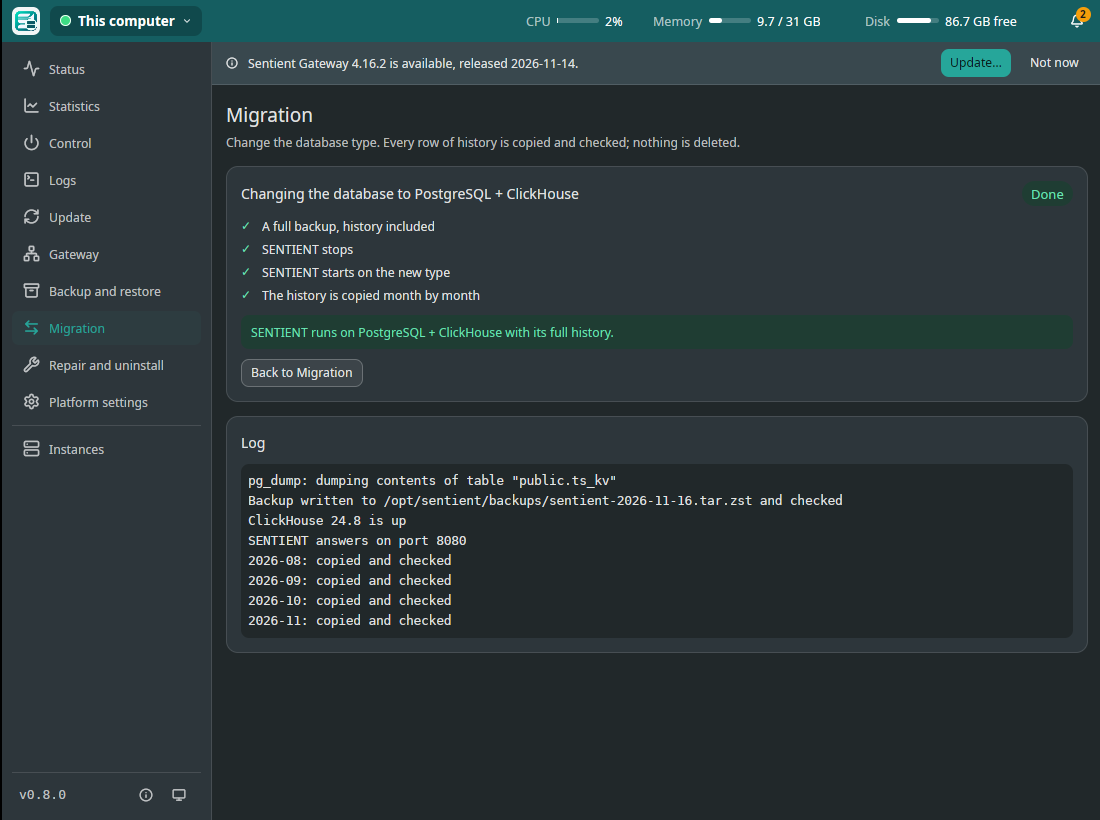 This computer
CPU 2%
Memory 9.7 / 31 GB
Disk 86.7 GB free
2
Status
Statistics
Control
Logs
Update
Gateway
Backup and restore
Migration
Repair and uninstall
Platform settings
Instances
v0.8.0
Sentient Gateway 4.16.2 is available, released 2026-11-14.
Update...
Not now
Migration
Change the database type. Every row of history is copied and checked; nothing is deleted.
Changing the database to PostgreSQL + ClickHouse
Done
✓ A full backup, history included
✓ SENTIENT stops
✓ SENTIENT starts on the new type
✓ The history is copied month by month
SENTIENT runs on PostgreSQL + ClickHouse with its full history.
Back to Migration
Log
pg_dump: dumping contents of table "public.ts_kv"
Backup written to /opt/sentient/backups/sentient-2026-11-16.tar.zst and checked
ClickHouse 24.8 is up
SENTIENT answers on port 8080
2026-08: copied and checked
2026-09: copied and checked
2026-10: copied and checked
2026-11: copied and checked